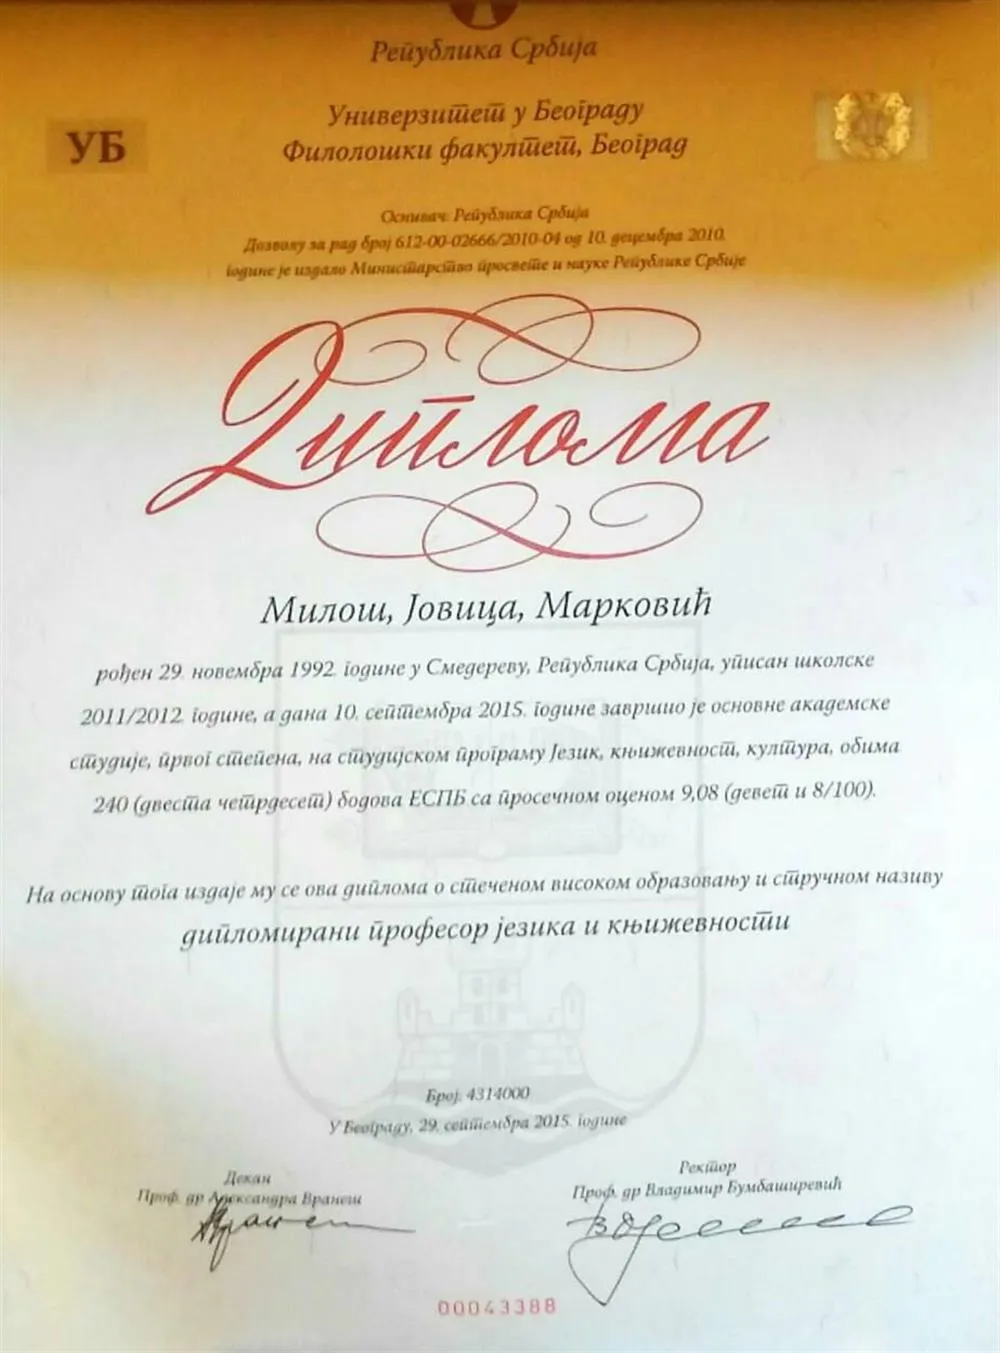 Република Србија
Универзитет у Београду
Филолошки факултет, Београд
УБ
Оснивач: Република Србија
Дозволу за рад број 612-00-02666/2010-04 од 10. децембра 2010.
године је издало Министарство просвете и науке Републике Србије
Диплома
Милош, Јовица, Марковић
рођен 29. новембра 1992. године у Смедереву, Република Србија, уписан школске
2011/2012. године, а дана 10. септембра 2015. године завршио је основне академске
студије, првог степена, на студијском програму Језик, књижевност, култура, обима
240 (двеста четрдесет) бодова ЕСПБ са просечном оценом 9,08 (девет и 8/100).
На основу тога издаје му се ова диплома о стеченом високом образовању и стручном називу
дипломирани професор језика и књижевности
Број: 4314000
У Београду, 29. септембра 2015. године
Декан
Проф. др Александра Вранеш
Ректор
Проф. др Владимир Бумбаширевић
00043388